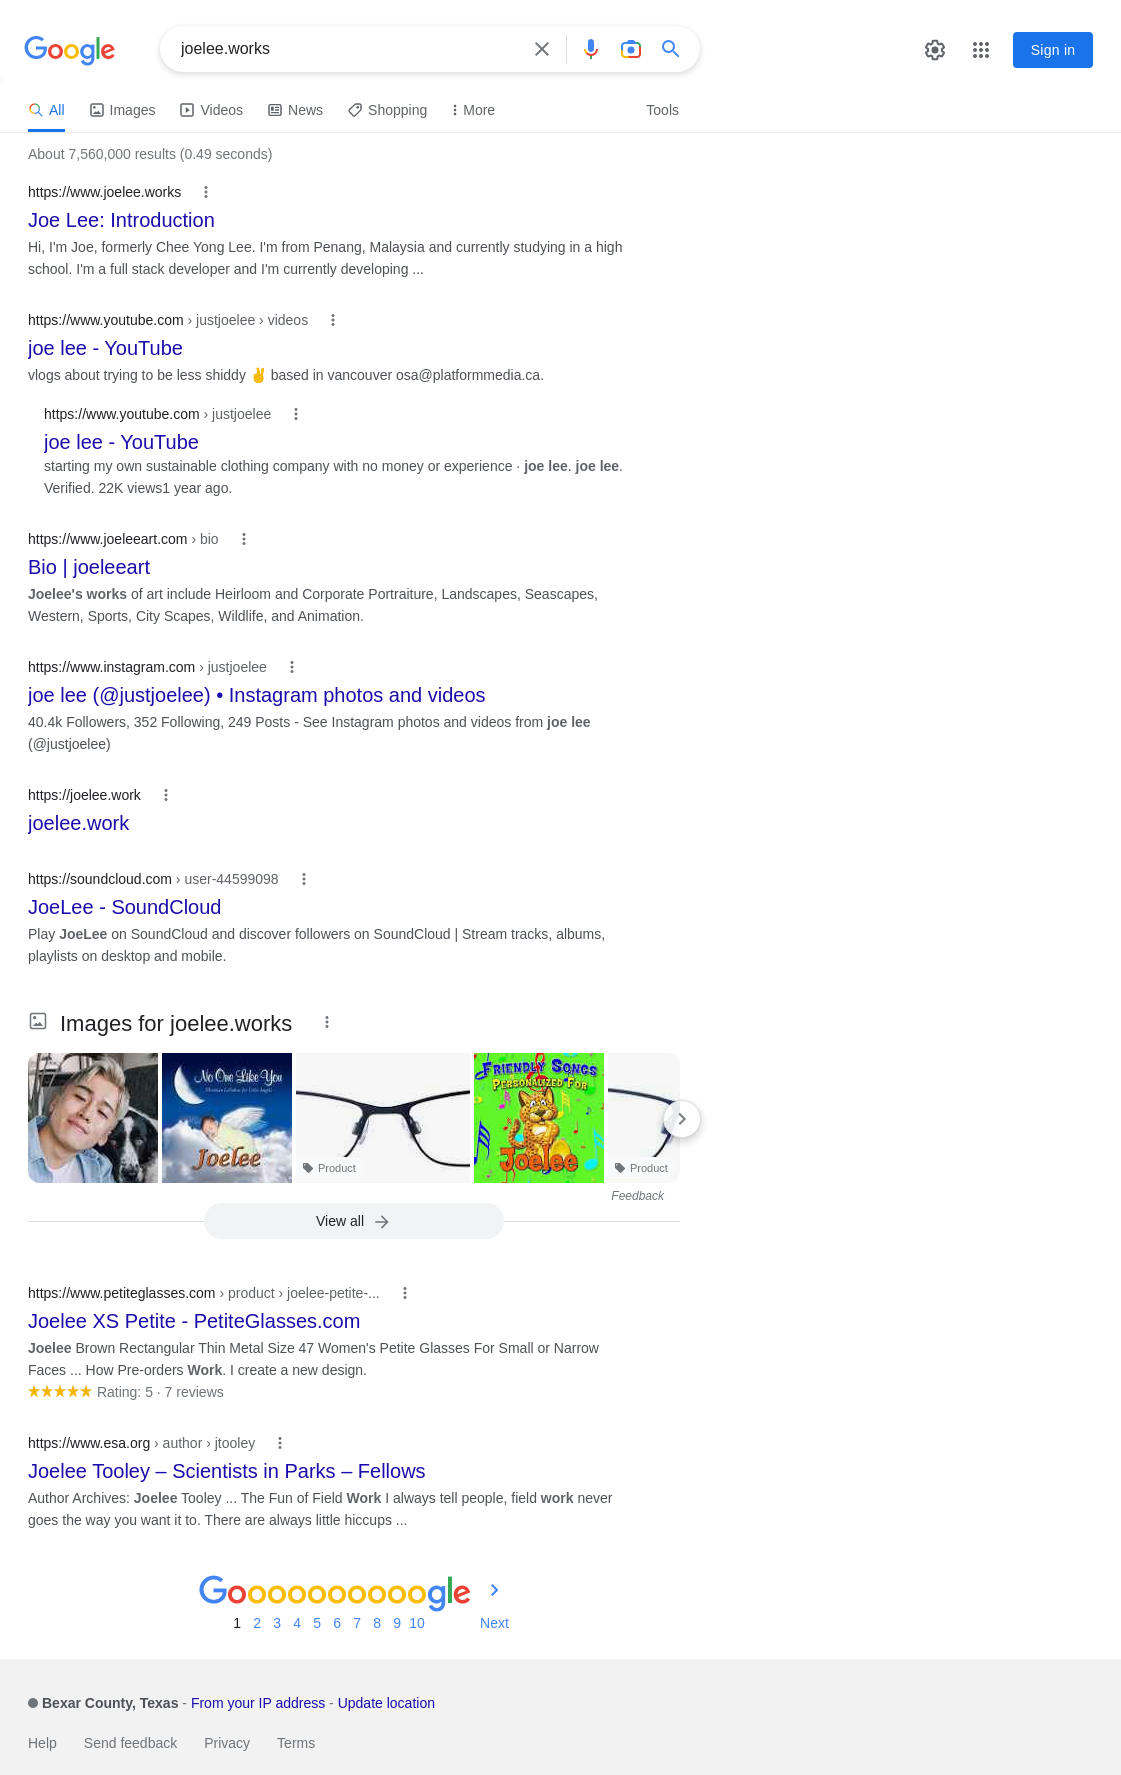 Google
joelee.works
Sign in
All
Images
Videos
News
Shopping
More
Tools
About 7,560,000 results (0.49 seconds)
https://www.joelee.works
Joe Lee: Introduction
Hi, I'm Joe, formerly Chee Yong Lee. I'm from Penang, Malaysia and currently studying in a high
school. I'm a full stack developer and I'm currently developing ...
https://www.youtube.com › justjoelee › videos
joe lee - YouTube
vlogs about trying to be less shiddy ✌️ based in vancouver osa@platformmedia.ca.
https://www.youtube.com › justjoelee
joe lee - YouTube
starting my own sustainable clothing company with no money or experience · joe lee. joe lee.
Verified. 22K views1 year ago.
https://www.joeleeart.com › bio
Bio | joeleeart
Joelee's works of art include Heirloom and Corporate Portraiture, Landscapes, Seascapes,
Western, Sports, City Scapes, Wildlife, and Animation.
https://www.instagram.com › justjoelee
joe lee (@justjoelee) • Instagram photos and videos
40.4k Followers, 352 Following, 249 Posts - See Instagram photos and videos from joe lee
(@justjoelee)
https://joelee.work
joelee.work
https://soundcloud.com › user-44599098
JoeLee - SoundCloud
Play JoeLee on SoundCloud and discover followers on SoundCloud | Stream tracks, albums,
playlists on desktop and mobile.
Images for joelee.works
No One Like You
Joelee
Product
Friendly Songs
Personalized For
Joelee
Product
Feedback
View all
https://www.petiteglasses.com › product › joelee-petite-...
Joelee XS Petite - PetiteGlasses.com
Joelee Brown Rectangular Thin Metal Size 47 Women's Petite Glasses For Small or Narrow
Faces ... How Pre-orders Work. I create a new design.
Rating: 5 · 7 reviews
https://www.esa.org › author › jtooley
Joelee Tooley – Scientists in Parks – Fellows
Author Archives: Joelee Tooley ... The Fun of Field Work I always tell people, field work never
goes the way you want it to. There are always little hiccups ...
Goooooooooogle
1 2 3 4 5 6 7 8 9 10 Next
Bexar County, Texas - From your IP address - Update location
Help Send feedback Privacy Terms